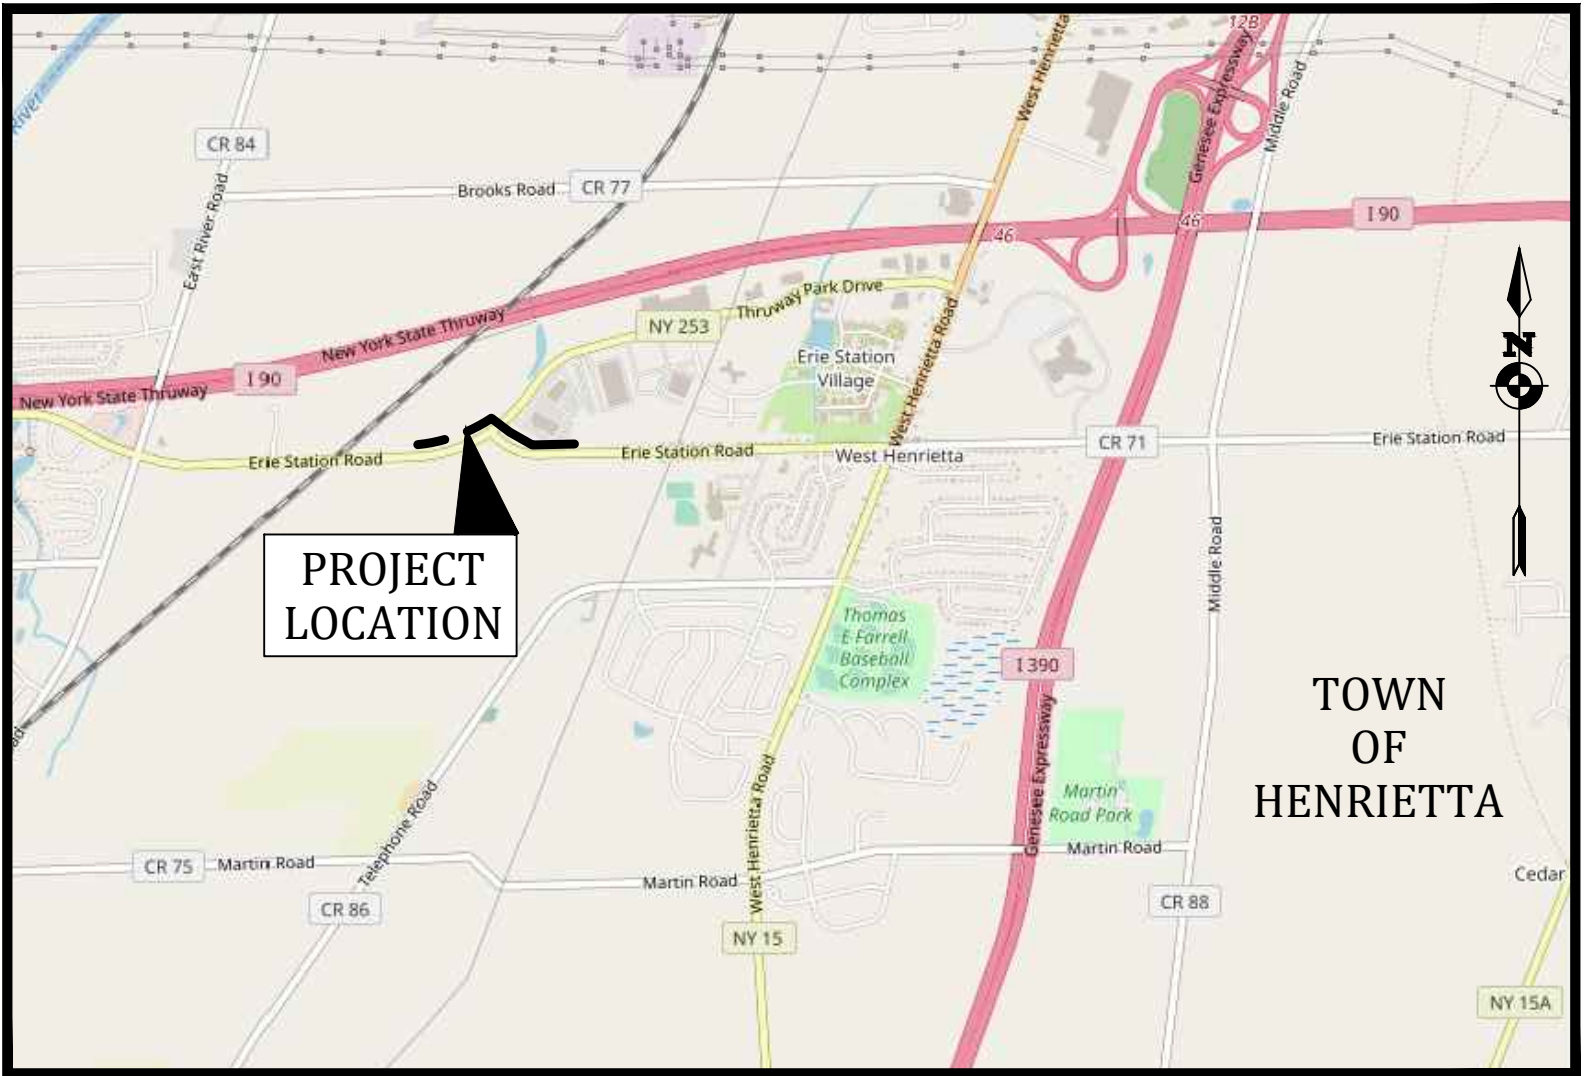 12B
West Henrietta
Genesee Expressway
Middle Road
River
CR 84
Brooks Road
CR 77
East River Road
I 90
46
46
New York State Thruway
Thruway Park Drive
NY 253
I 90
New York State Thruway
West Henrietta Road
Erie Station
Village
N
Erie Station Road
Erie Station Road
West Henrietta
CR 71
Erie Station Road
PROJECT
LOCATION
Middle Road
Thomas
E Farrell
Baseball
Complex
I 390
TOWN
OF
HENRIETTA
Genesee Expressway
West Henrietta Road
Telephone Road
Martin
Road Park
CR 75
Martin Road
Martin Road
Martin Road
Cedar
CR 86
CR 88
NY 15
NY 15A